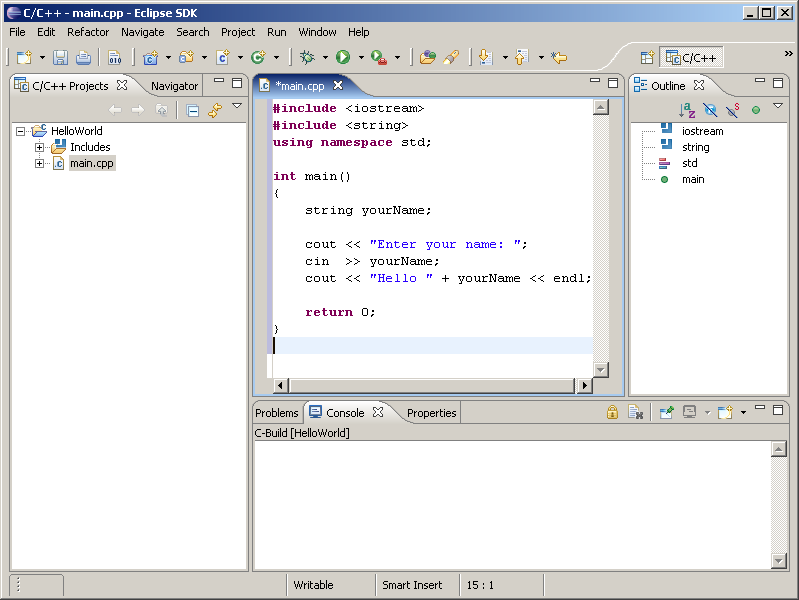 C/C++ - main.cpp - Eclipse SDK
File Edit Refactor Navigate Search Project Run Window Help
010
C/C++
»
C/C++ Projects Navigator
HelloWorld
Includes
main.cpp
*main.cpp
#include <iostream>
#include <string>
using namespace std;
int main()
{
string yourName;
cout << "Enter your name: ";
cin >> yourName;
cout << "Hello " + yourName << endl;
return 0;
}
Outline
iostream
string
std
main
Problems Console Properties
C-Build [HelloWorld]
Writable Smart Insert 15 : 1